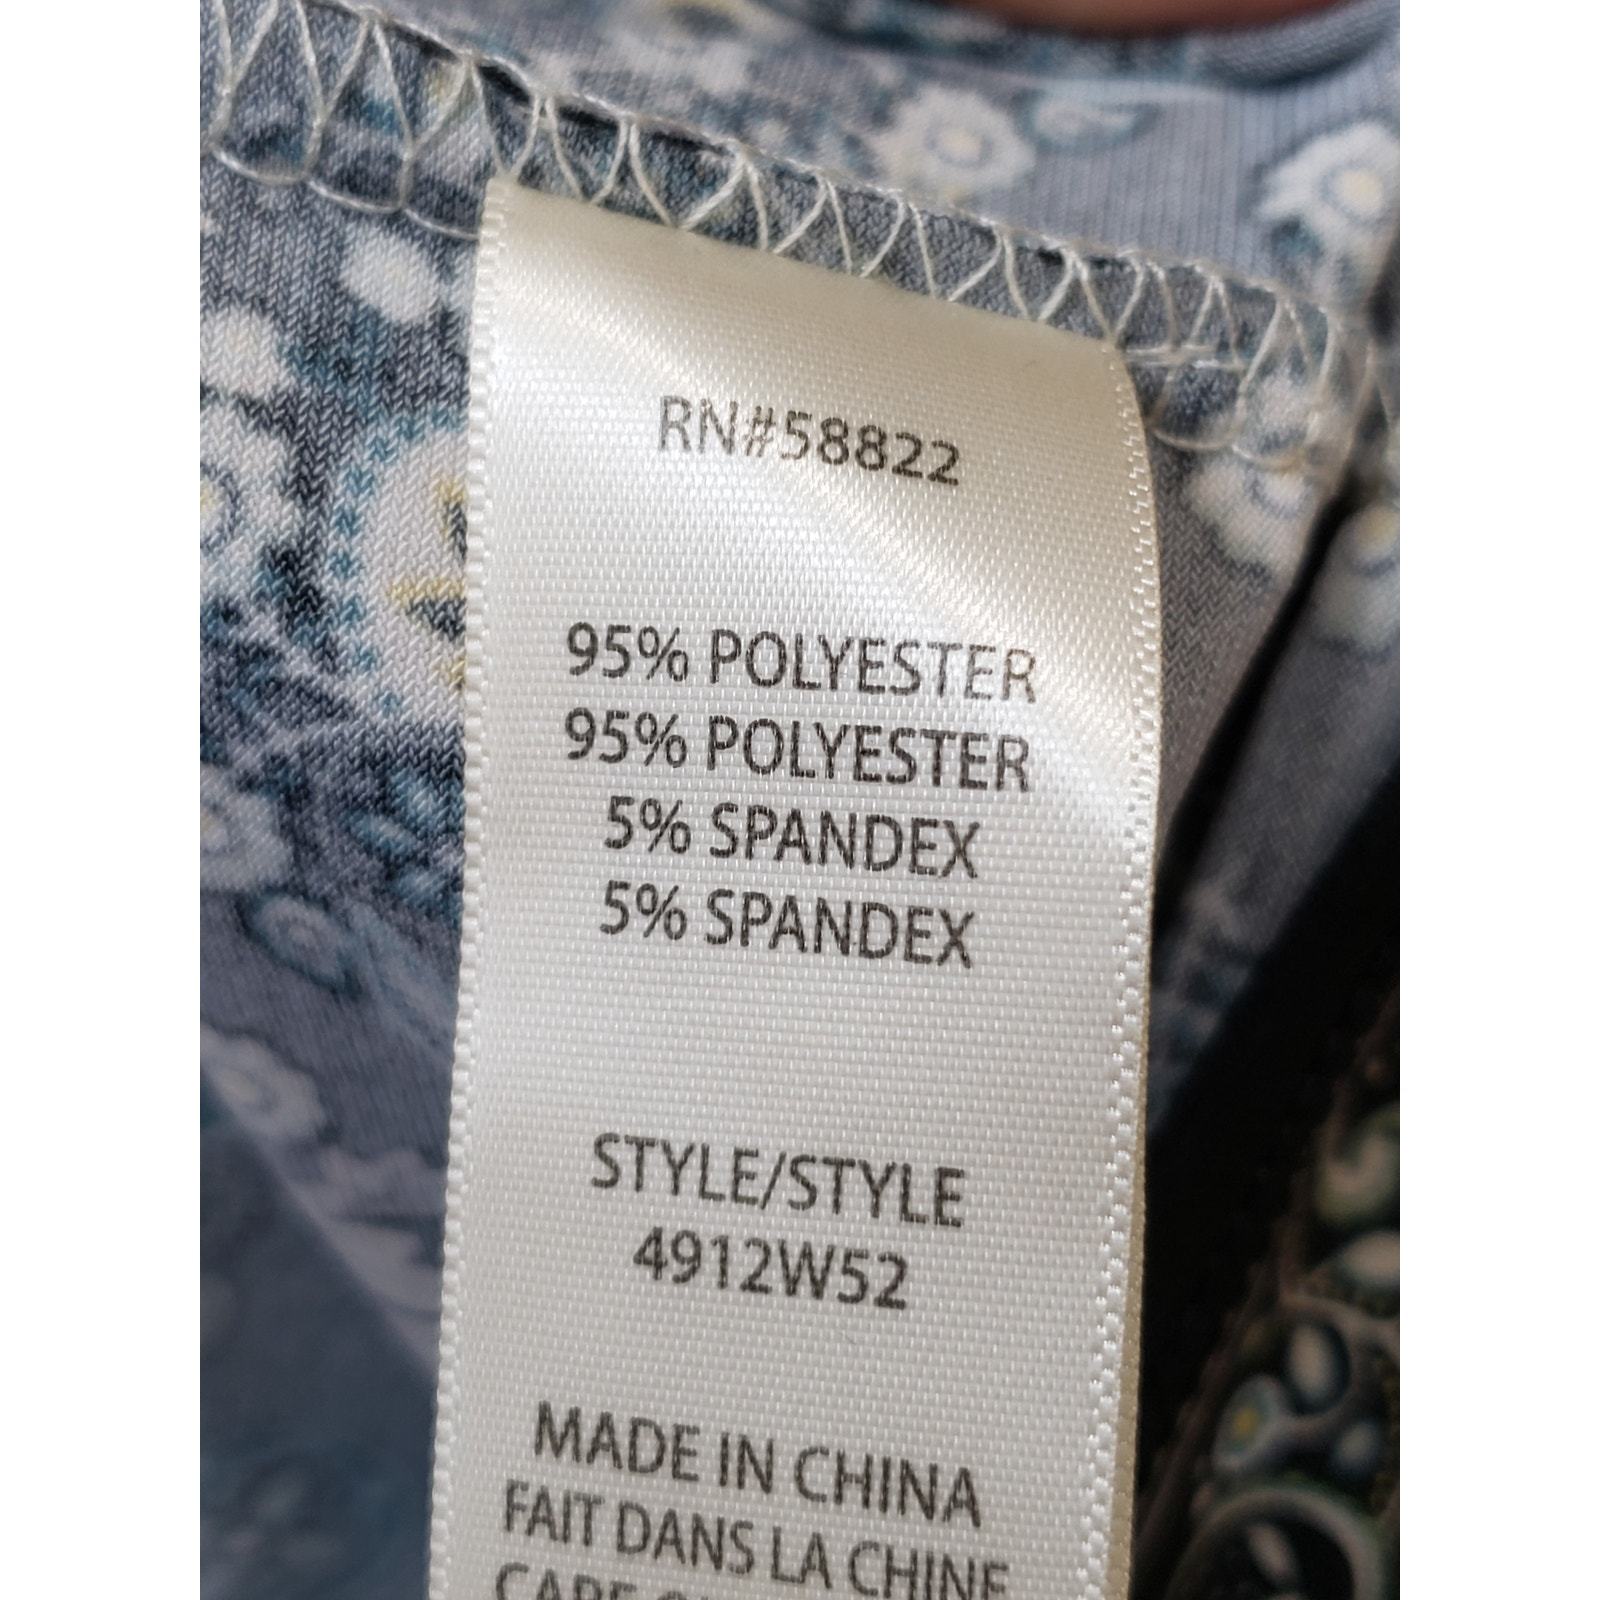 RN#58822
95% POLYESTER
95% POLYESTER
5% SPANDEX
5% SPANDEX
STYLE/STYLE
4912W52
MADE IN CHINA
FAIT DANS LA CHINE
CARE